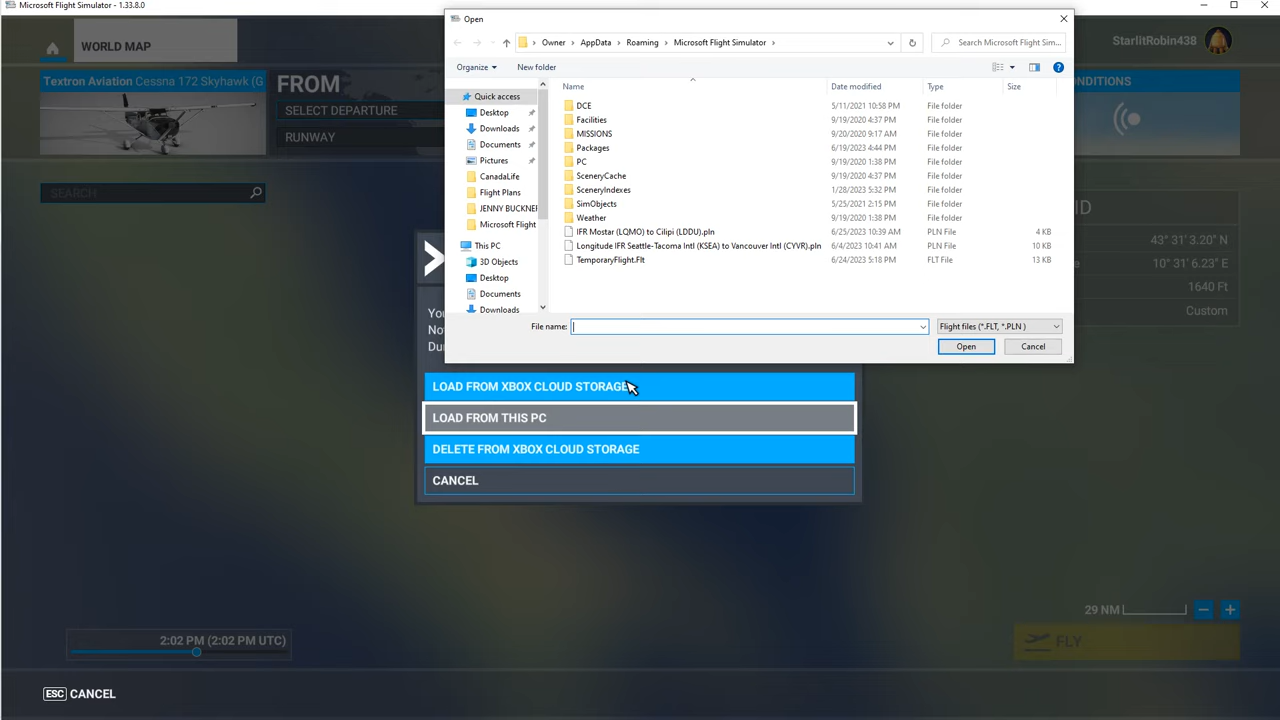 Microsoft Flight Simulator - 1.33.8.0
WORLD MAP
StarlitRobin438
Textron Aviation Cessna 172 Skyhawk (G
FROM
SELECT DEPARTURE
RUNWAY
ONDITIONS
SEARCH
ID
43° 31' 3.20" N
e 10° 31' 6.23" E
1640 Ft
Custom
Open
Owner > AppData > Roaming > Microsoft Flight Simulator >
Search Microsoft Flight Sim...
Organize
New folder
Quick access
Desktop
Downloads
Documents
Pictures
CanadaLife
Flight Plans
JENNY BUCKNER
Microsoft Flight
This PC
3D Objects
Desktop
Documents
Downloads
Name Date modified Type Size
DCE 5/11/2021 10:58 PM File folder
Facilities 9/19/2020 4:37 PM File folder
MISSIONS 9/20/2020 9:17 AM File folder
Packages 6/19/2023 4:44 PM File folder
PC 9/19/2020 1:38 PM File folder
SceneryCache 9/19/2020 4:37 PM File folder
SceneryIndexes 1/28/2023 5:32 PM File folder
SimObjects 5/25/2021 2:15 PM File folder
Weather 9/19/2020 1:38 PM File folder
IFR Mostar (LQMO) to Cilipi (LDDU).pln 6/25/2023 10:39 AM PLN File 4 KB
Longitude IFR Seattle-Tacoma Intl (KSEA) to Vancouver Intl (CYVR).pln 6/4/2023 10:41 AM PLN File 10 KB
TemporaryFlight.Flt 6/24/2023 5:18 PM FLT File 13 KB
File name:
Flight files (*.FLT, *.PLN )
Open
Cancel
You
Not
Dur
LOAD FROM XBOX CLOUD STORAGE
LOAD FROM THIS PC
DELETE FROM XBOX CLOUD STORAGE
CANCEL
29 NM
2:02 PM (2:02 PM UTC)
FLY
ESC CANCEL